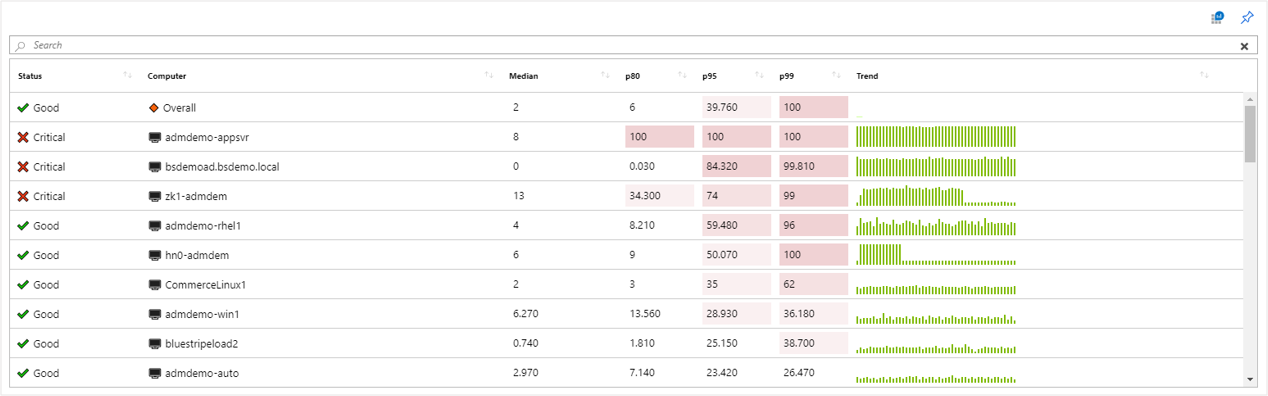 Search
Status Computer Median p80 p95 p99 Trend
Good Overall 2 6 39.760 100
Critical admdemo-appsvr 8 100 100 100
Critical bsdemoad.bsdemo.local 0 0.030 84.320 99.810
Critical zk1-admdem 13 34.300 74 99
Good admdemo-rhel1 4 8.210 59.480 96
Good hn0-admdem 6 9 50.070 100
Good CommerceLinux1 2 3 35 62
Good admdemo-win1 6.270 13.560 28.930 36.180
Good bluestripeload2 0.740 1.810 25.150 38.700
Good admdemo-auto 2.970 7.140 23.420 26.470